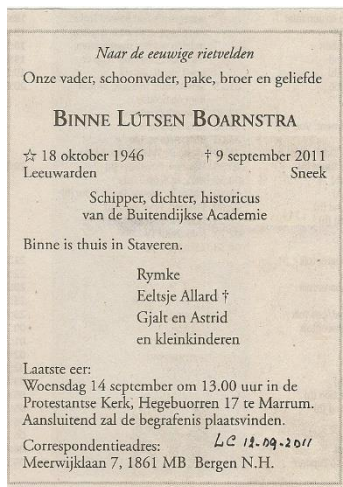 Naar de eeuwige rietvelden
Onze vader, schoonvader, pake, broer en geliefde
BINNE LÚTSEN BOARNSTRA
☆ 18 oktober 1946 † 9 september 2011
Leeuwarden Sneek
Schipper, dichter, historicus
van de Buitendijkse Academie
Binne is thuis in Staveren.
Rymke
Eeltsje Allard †
Gjalt en Astrid
en kleinkinderen
Laatste eer:
Woensdag 14 september om 13.00 uur in de
Protestantse Kerk, Hegebuorren 17 te Marrum.
Aansluitend zal de begrafenis plaatsvinden.
Correspondentieadres: LC 12-09-2011
Meerwijklaan 7, 1861 MB Bergen N.H.